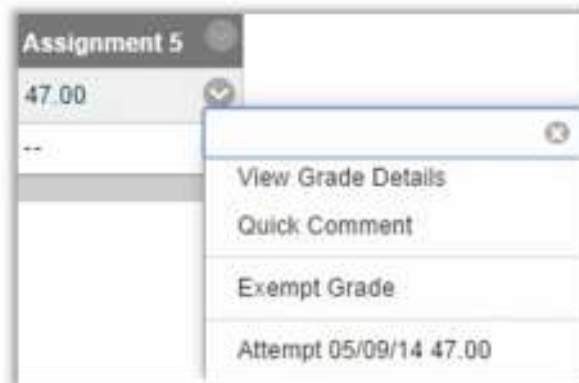 Assignment 5
47.00
--
View Grade Details
Quick Comment
Exempt Grade
Attempt 05/09/14 47.00